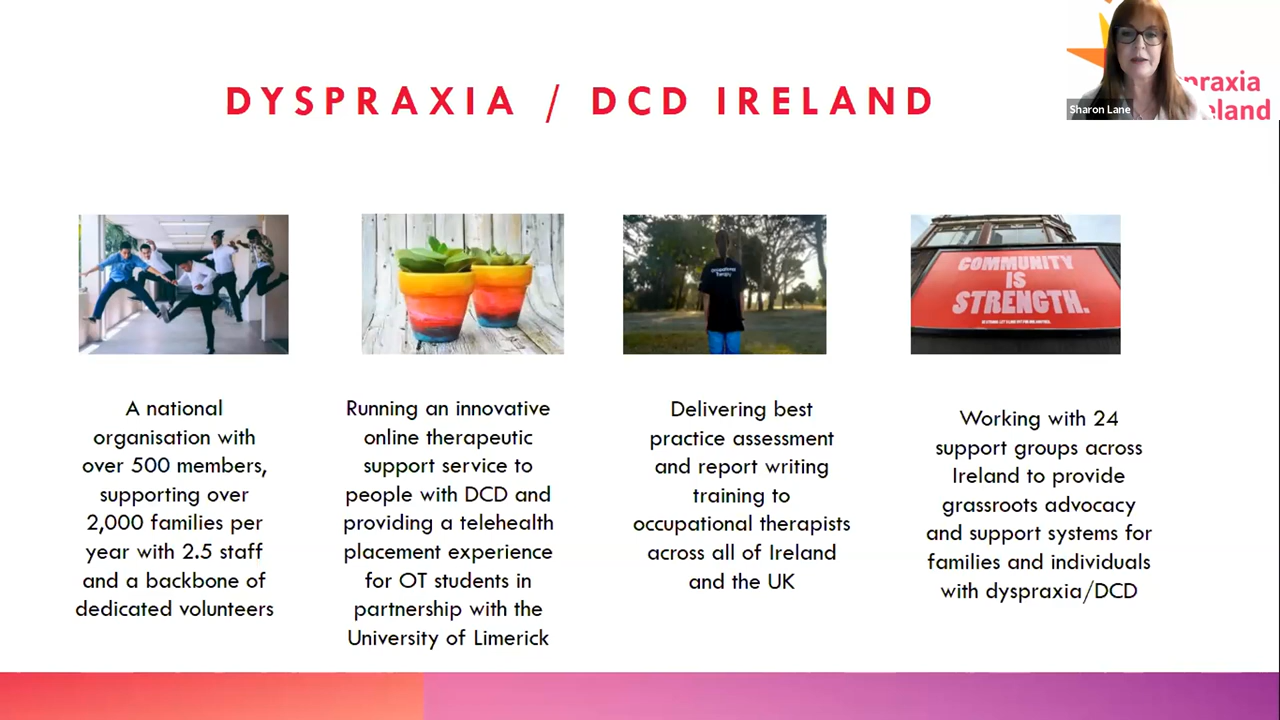 DYSPRAXIA / DCD IRELAND
praxia
eland
Sharon Lane
Occupational
Therapy
COMMUNITY
IS
STRENGTH.
A national
organisation with
over 500 members,
supporting over
2,000 families per
year with 2.5 staff
and a backbone of
dedicated volunteers
Running an innovative
online therapeutic
support service to
people with DCD and
providing a telehealth
placement experience
for OT students in
partnership with the
University of Limerick
Delivering best
practice assessment
and report writing
training to
occupational therapists
across all of Ireland
and the UK
Working with 24
support groups across
Ireland to provide
grassroots advocacy
and support systems for
families and individuals
with dyspraxia/DCD